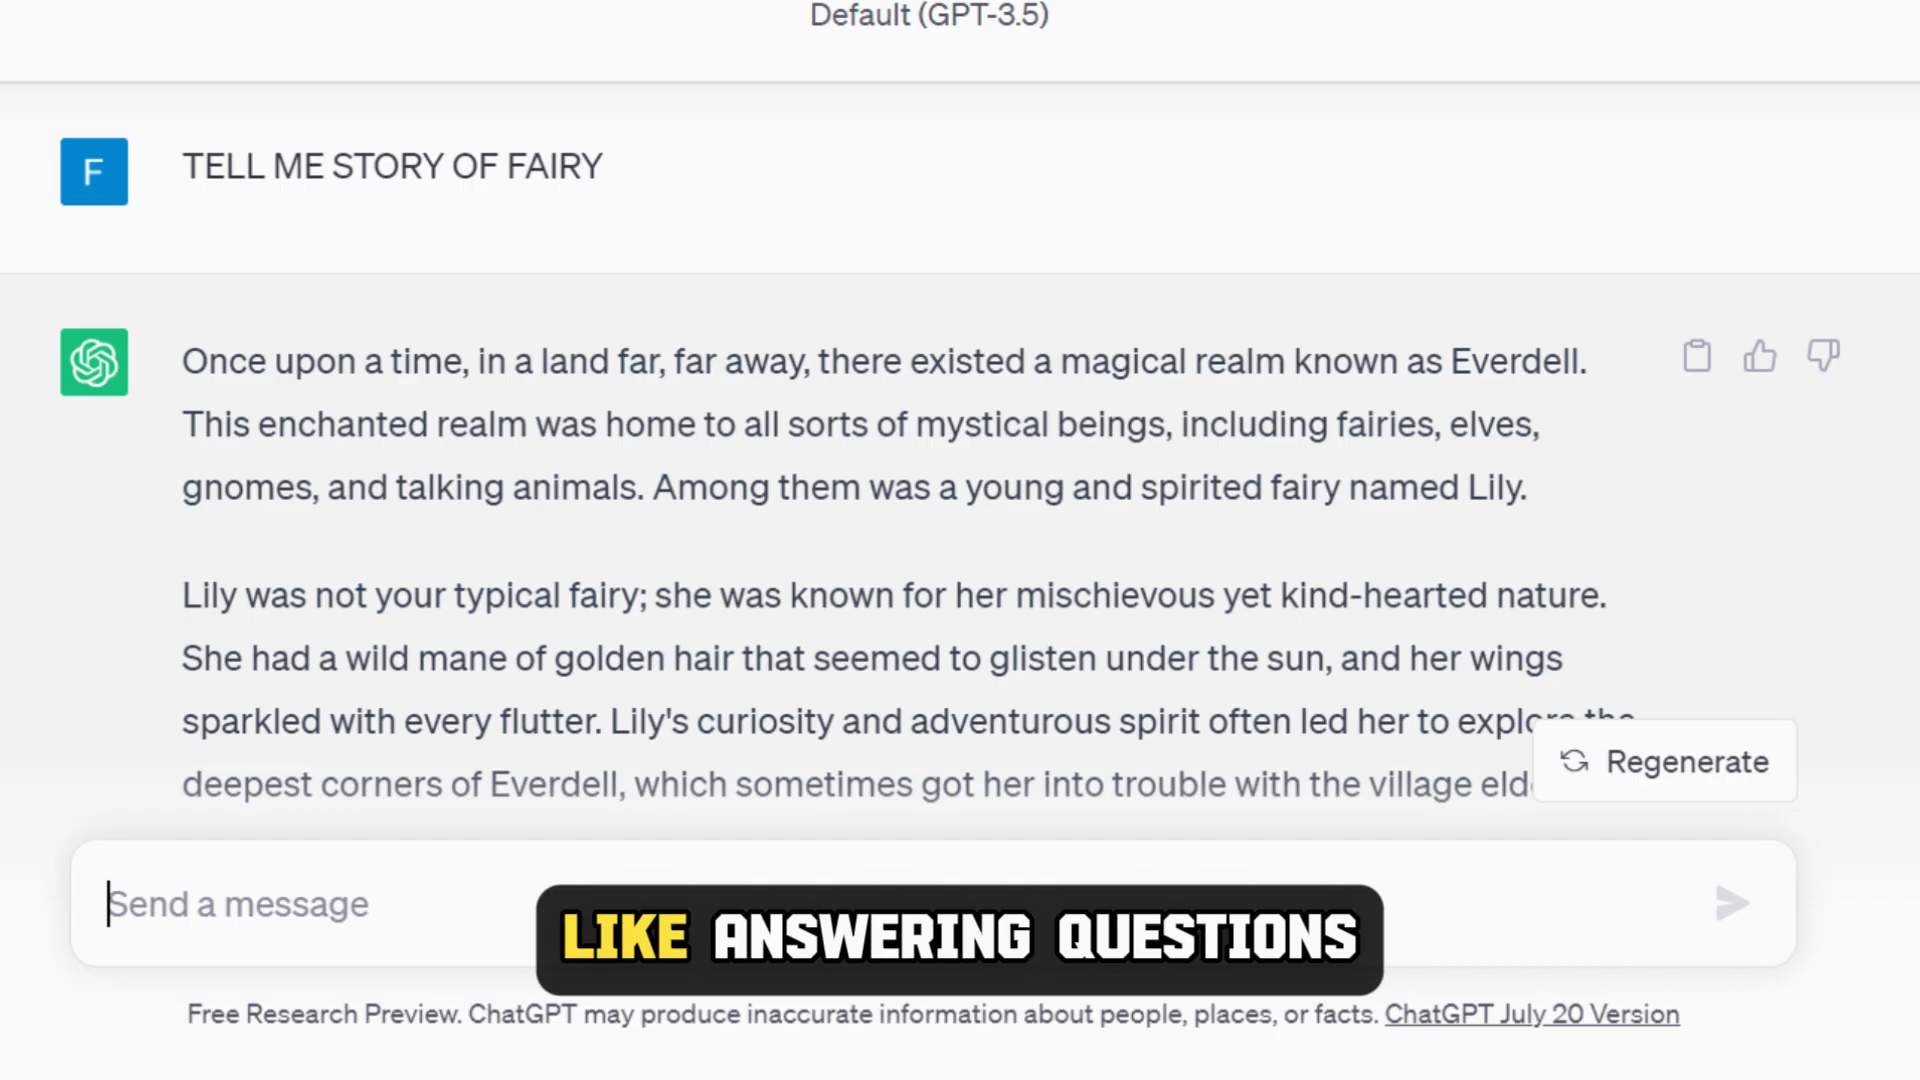 Default (GPT-3.5)
F
TELL ME STORY OF FAIRY
Once upon a time, in a land far, far away, there existed a magical realm known as Everdell.
This enchanted realm was home to all sorts of mystical beings, including fairies, elves,
gnomes, and talking animals. Among them was a young and spirited fairy named Lily.
Lily was not your typical fairy; she was known for her mischievous yet kind-hearted nature.
She had a wild mane of golden hair that seemed to glisten under the sun, and her wings
sparkled with every flutter. Lily's curiosity and adventurous spirit often led her to explore the
deepest corners of Everdell, which sometimes got her into trouble with the village
Regenerate
Send a message
LIKE ANSWERING QUESTIONS
Free Research Preview. ChatGPT may produce inaccurate information about people, places, or facts. ChatGPT July 20 Version